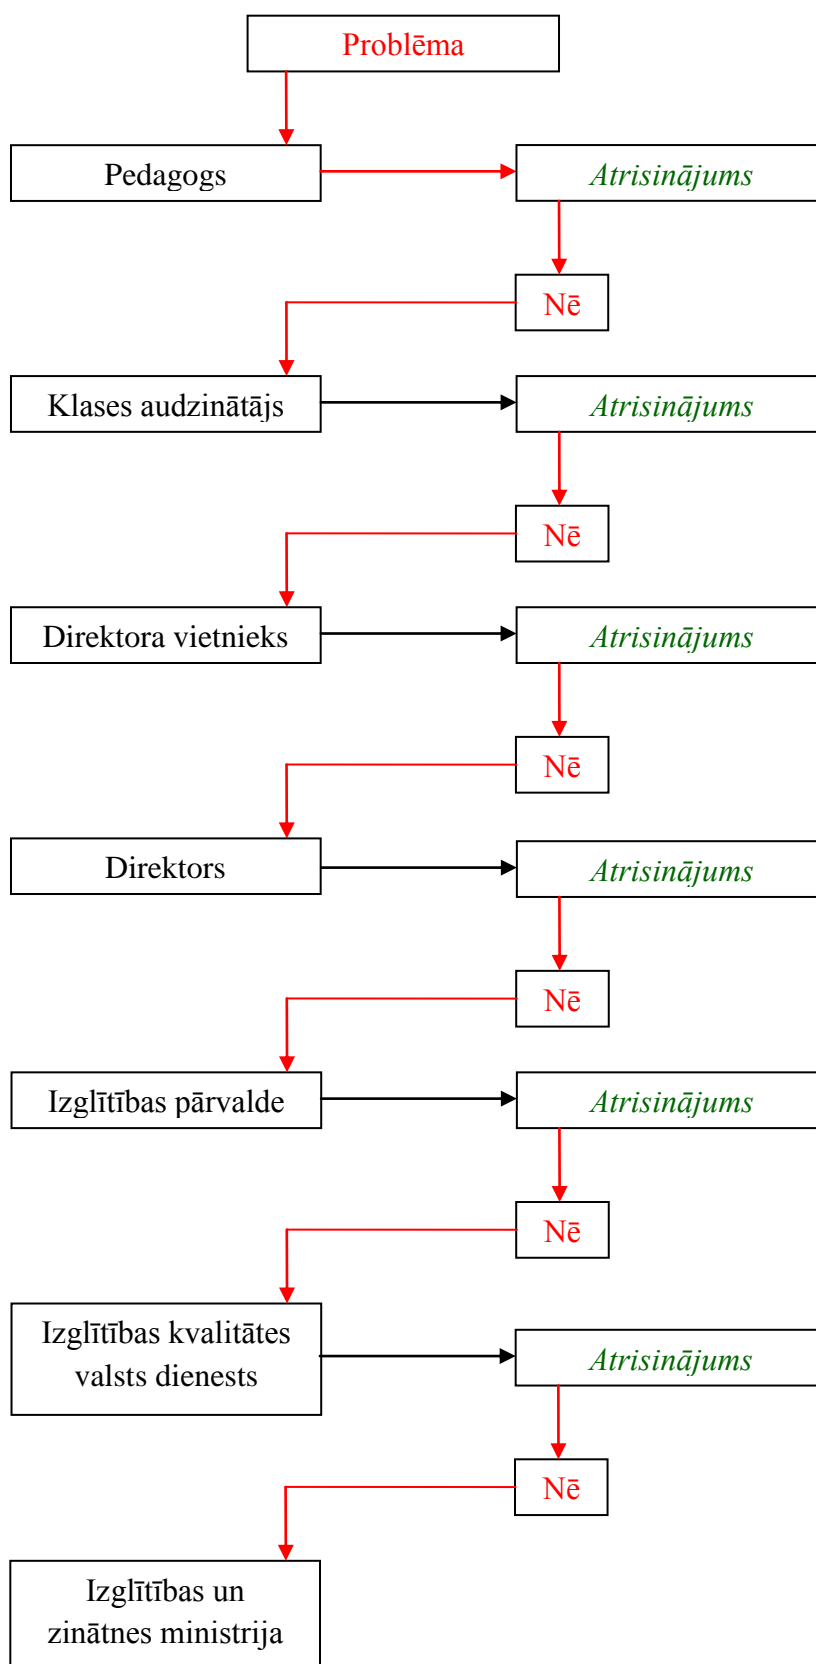 Problēma
Pedagogs
Atrisinājums
Nē
Klases audzinātājs
Atrisinājums
Nē
Direktora vietnieks
Atrisinājums
Nē
Direktors
Atrisinājums
Nē
Izglītības pārvalde
Atrisinājums
Nē
Izglītības kvalitātes
valsts dienests
Atrisinājums
Nē
Izglītības un
zinātnes ministrija